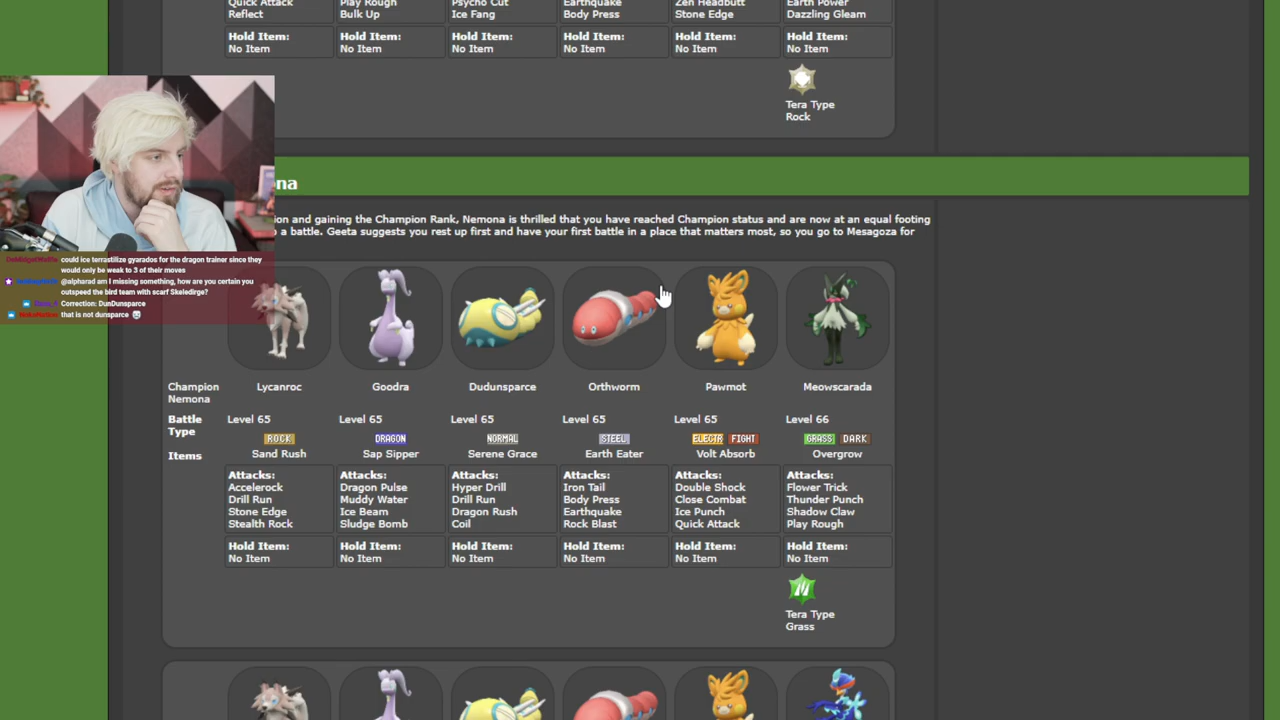 Quick Attack Play Rough Psycho Cut Earthquake Zen Headbutt Earth Power
Reflect Bulk Up Ice Fang Body Press Stone Edge Dazzling Gleam
Hold Item: Hold Item: Hold Item: Hold Item: Hold Item: Hold Item:
No Item No Item No Item No Item No Item No Item
Tera Type
Rock
ona
ion and gaining the Champion Rank, Nemona is thrilled that you have reached Champion status and are now at an equal footing
a battle. Geeta suggests you rest up first and have your first battle in a place that matters most, so you go to Mesagoza for
could ice terrastilize gyarados for the dragon trainer since they
would only be weak to 3 of their moves
@alpharad am I missing something, how are you certain you
outspeed the bird team with scarf Skeledirge?
Correction: DunDunsparce
that is not dunsparce
Champion
Nemona
Lycanroc Goodra Dudunsparce Orthworm Pawmot Meowscarada
Battle
Type
Level 65 Level 65 Level 65 Level 65 Level 65 Level 66
ROCK DRAGON NORMAL STEEL ELECTR FIGHT GRASS DARK
Items
Sand Rush Sap Sipper Serene Grace Earth Eater Volt Absorb Overgrow
Attacks: Attacks: Attacks: Attacks: Attacks: Attacks:
Accelerock Dragon Pulse Hyper Drill Iron Tail Double Shock Flower Trick
Drill Run Muddy Water Drill Run Body Press Close Combat Thunder Punch
Stone Edge Ice Beam Dragon Rush Earthquake Ice Punch Shadow Claw
Stealth Rock Sludge Bomb Coil Rock Blast Quick Attack Play Rough
Hold Item: Hold Item: Hold Item: Hold Item: Hold Item: Hold Item:
No Item No Item No Item No Item No Item No Item
Tera Type
Grass